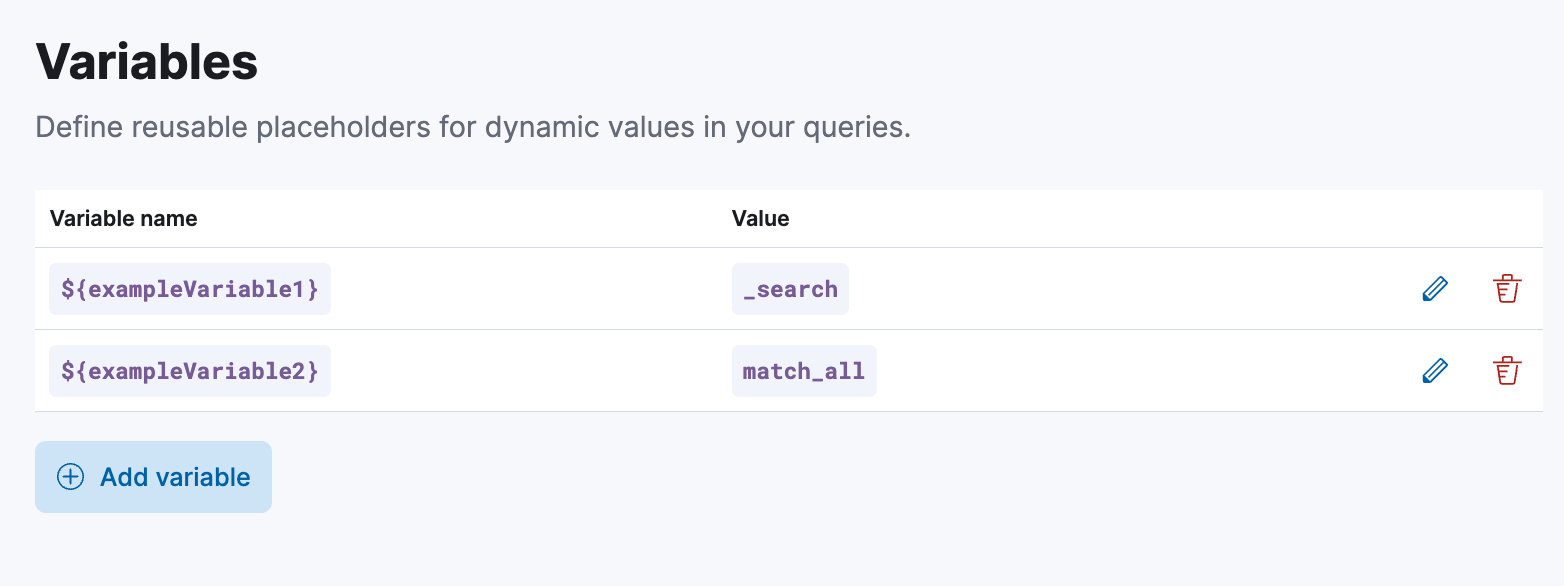 Variables
Define reusable placeholders for dynamic values in your queries.
Variable name Value
${exampleVariable1} _search
${exampleVariable2} match_all
Add variable